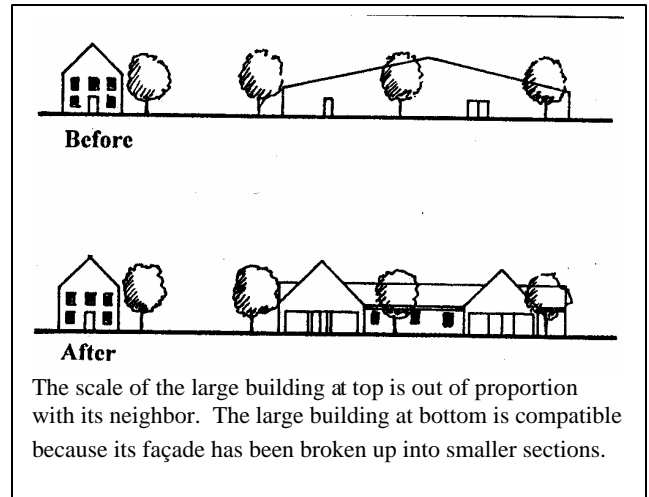 Before
After
The scale of the large building at top is out of proportion
with its neighbor. The large building at bottom is compatible
because its façade has been broken up into smaller sections.